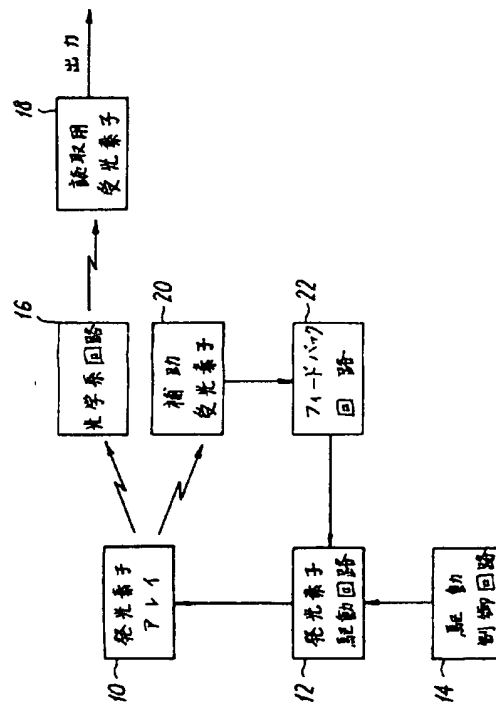 10
発光素子
アレイ
16
光学系回路
18
読取用
受光素子
出力
20
補助
受光素子
12
発光素子
駆動回路
22
フィードバック
回路
14
駆動
制御回路